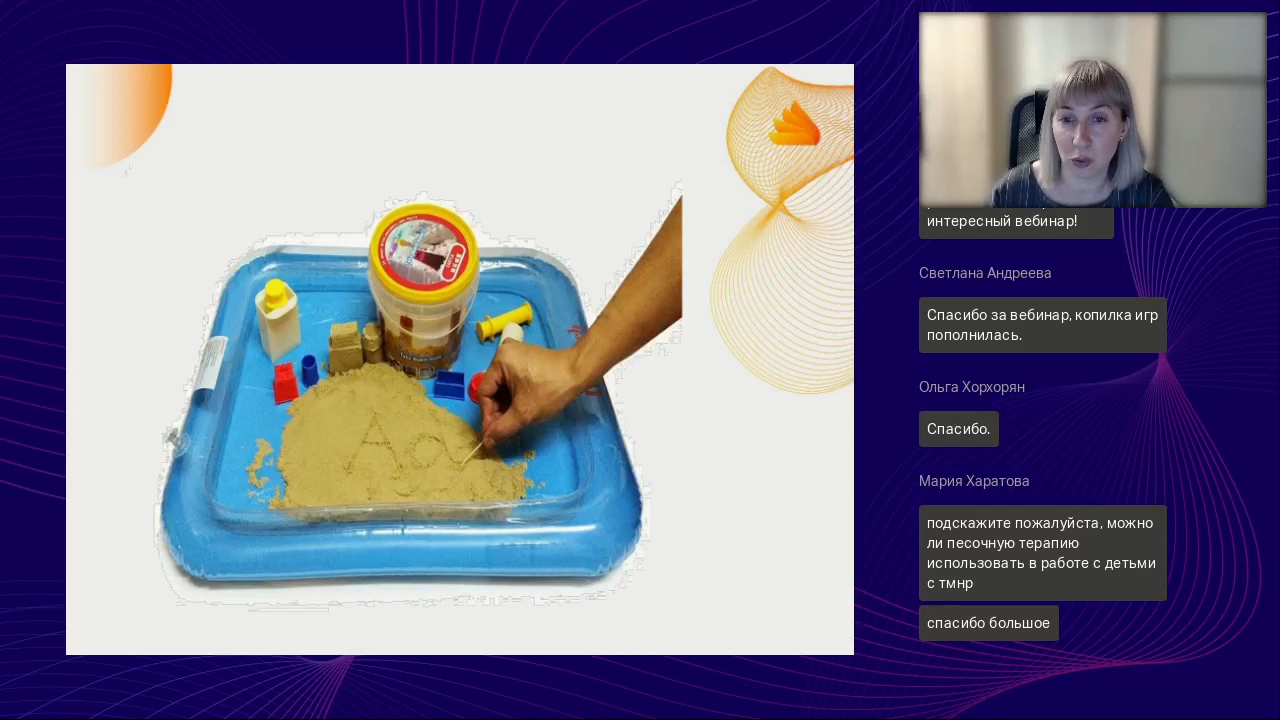 Aa
интересный вебинар!
Светлана Андреева
Спасибо за вебинар, копилка игр
пополнилась.
Ольга Хорхорян
Спасибо.
Мария Харатова
подскажите пожалуйста, можно
ли песочную терапию
использовать в работе с детьми
с тмнр
спасибо большое